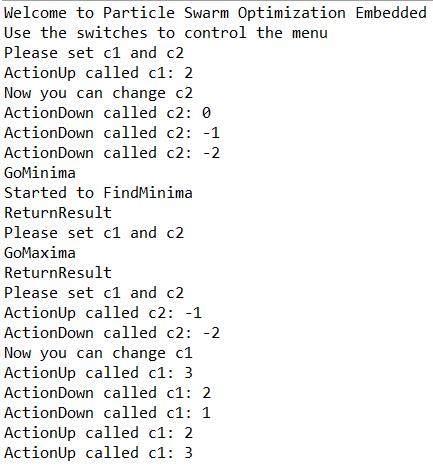 Welcome to Particle Swarm Optimization Embedded
Use the switches to control the menu
Please set c1 and c2
ActionUp called c1: 2
Now you can change c2
ActionDown called c2: 0
ActionDown called c2: -1
ActionDown called c2: -2
GoMinima
Started to FindMinima
ReturnResult
Please set c1 and c2
GoMaxima
ReturnResult
Please set c1 and c2
ActionUp called c2: -1
ActionDown called c2: -2
Now you can change c1
ActionUp called c1: 3
ActionDown called c1: 2
ActionDown called c1: 1
ActionUp called c1: 2
ActionUp called c1: 3